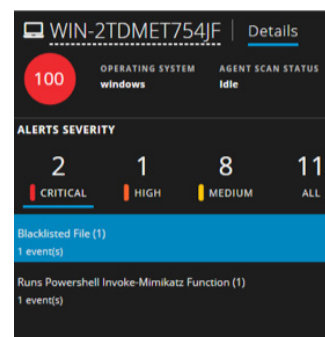 WIN-2TDMET754JF Details
100
OPERATING SYSTEM AGENT SCAN STATUS
windows Idle
ALERTS SEVERITY
2 1 8 11
CRITICAL HIGH MEDIUM ALL
Blacklisted File (1)
1 event(s)
Runs Powershell Invoke-Mimikatz Function (1)
1 event(s)